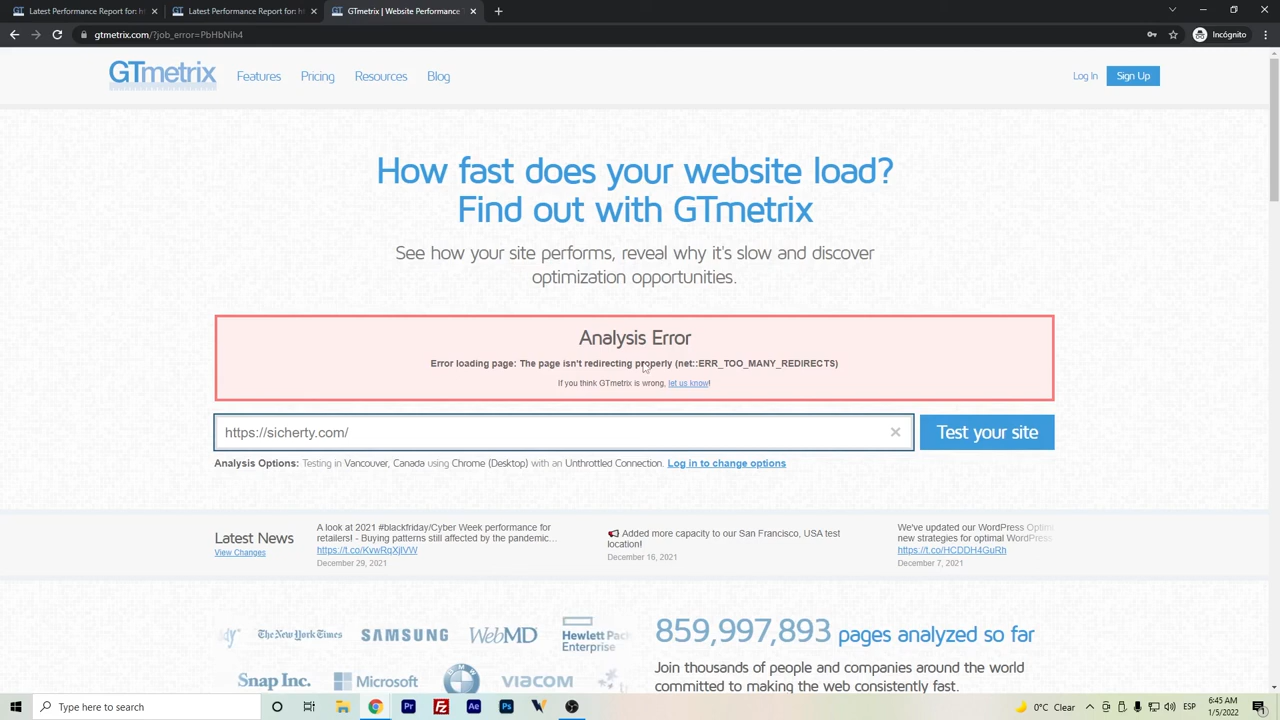 Latest Performance Report for: ht
Latest Performance Report for: ht
GTmetrix | Website Performance
gtmetrix.com/?job_error=PbHbNih4
Incógnito
GTmetrix
Features
Pricing
Resources
Blog
Log In
Sign Up
How fast does your website load?
Find out with GTmetrix
See how your site performs, reveal why it's slow and discover
optimization opportunities.
Analysis Error
Error loading page: The page isn't redirecting properly (net::ERR_TOO_MANY_REDIRECTS)
If you think GTmetrix is wrong, let us know!
https://sicherty.com/
Test your site
Analysis Options: Testing in Vancouver, Canada using Chrome (Desktop) with an Unthrottled Connection. Log in to change options
Latest News
View Changes
A look at 2021 #blackfriday/Cyber Week performance for
retailers! - Buying patterns still affected by the pandemic…
https://t.co/KvwRqXjlVW
December 29, 2021
Added more capacity to our San Francisco, USA test
location!
December 16, 2021
We've updated our WordPress Optim
new strategies for optimal WordPress
https://t.co/HCDDH4GuRh
December 7, 2021
The New York Times
SAMSUNG
WebMD
Hewlett Pack
Enterprise
Snap Inc.
Microsoft
BMW
VIACOM
859,997,893 pages analyzed so far
Join thousands of people and companies around the world
committed to making the web consistently fast.
Type here to search
Pr
Fz
Ae
Ps
0°C Clear
ESP
6:45 AM
1/5/2022